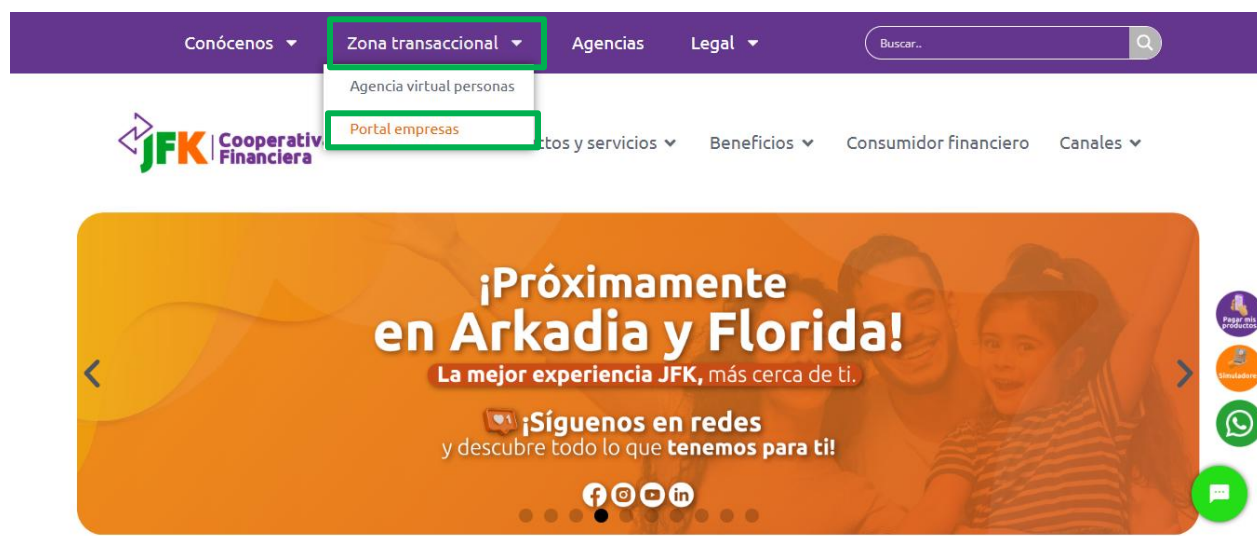 Conócenos Zona transaccional Agencias Legal Buscar..
Agencia virtual personas
Portal empresas
JFK Cooperativ
Financiera
ctos y servicios Beneficios Consumidor financiero Canales
¡Próximamente
en Arkadia y Florida!
La mejor experiencia JFK, más cerca de ti.
¡Síguenos en redes
y descubre todo lo que tenemos para ti!
Pagar mis
productos
Simuladores